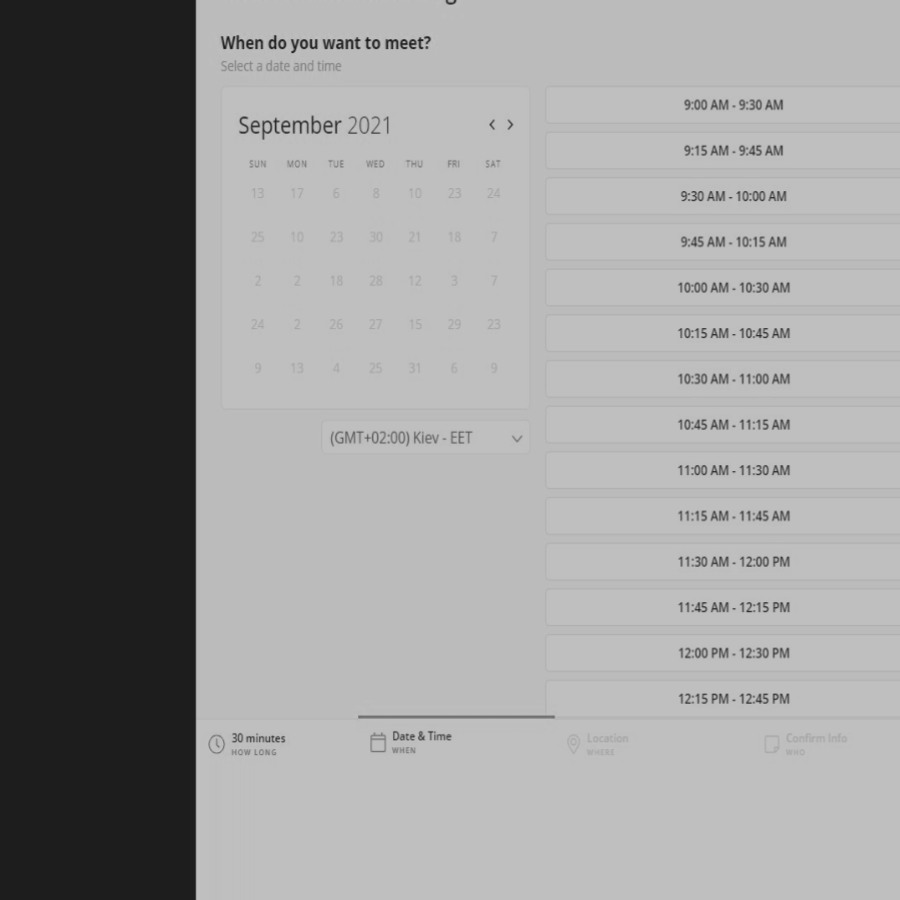 When do you want to meet?
Select a date and time
September 2021
SUN MON TUE WED THU FRI SAT
13 17 6 8 10 23 24
25 10 23 30 21 18 7
2 2 18 28 12 3 7
24 2 26 27 15 29 23
9 13 4 25 31 6 9
(GMT+02:00) Kiev - EET
9:00 AM - 9:30 AM
9:15 AM - 9:45 AM
9:30 AM - 10:00 AM
9:45 AM - 10:15 AM
10:00 AM - 10:30 AM
10:15 AM - 10:45 AM
10:30 AM - 11:00 AM
10:45 AM - 11:15 AM
11:00 AM - 11:30 AM
11:15 AM - 11:45 AM
11:30 AM - 12:00 PM
11:45 AM - 12:15 PM
12:00 PM - 12:30 PM
12:15 PM - 12:45 PM
30 minutes
HOW LONG
Date & Time
WHEN
Location
WHERE
Confirm Info
WHO